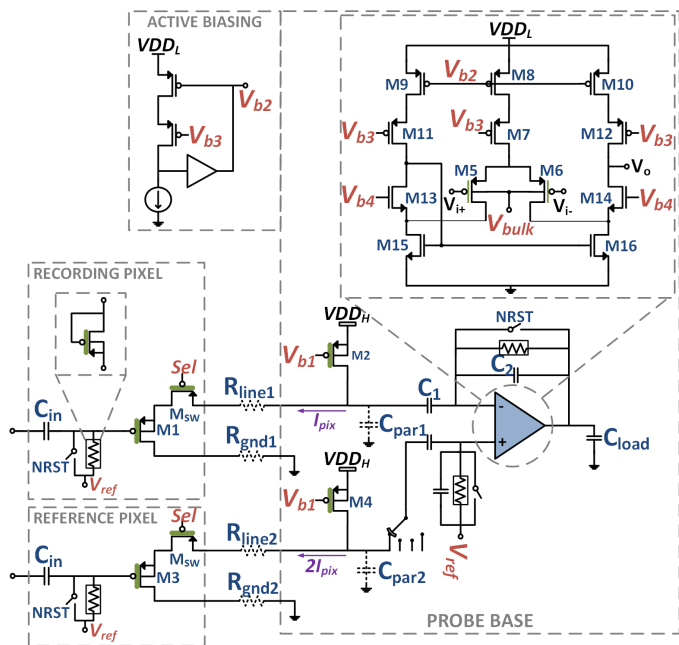 ACTIVE BIASING
VDDL
Vb2
Vb3
VDDL
M9
Vb2
M8
M10
Vb3
M11
Vb3
M7
M12
Vb3
M5
M6
Vo
Vb4
M13
Vi+
Vi-
M14
Vb4
Vbulk
M15
M16
RECORDING PIXEL
Sel
Cin
M1
MSW
NRST
Vref
Rline1
Rgnd1
VDDH
Vb1
M2
Ipix
Cpar1
C1
NRST
C2
-
+
Cload
REFERENCE PIXEL
Sel
Cin
M3
MSW
NRST
Vref
Rline2
Rgnd2
VDDH
Vb1
M4
2Ipix
Cpar2
Vref
PROBE BASE